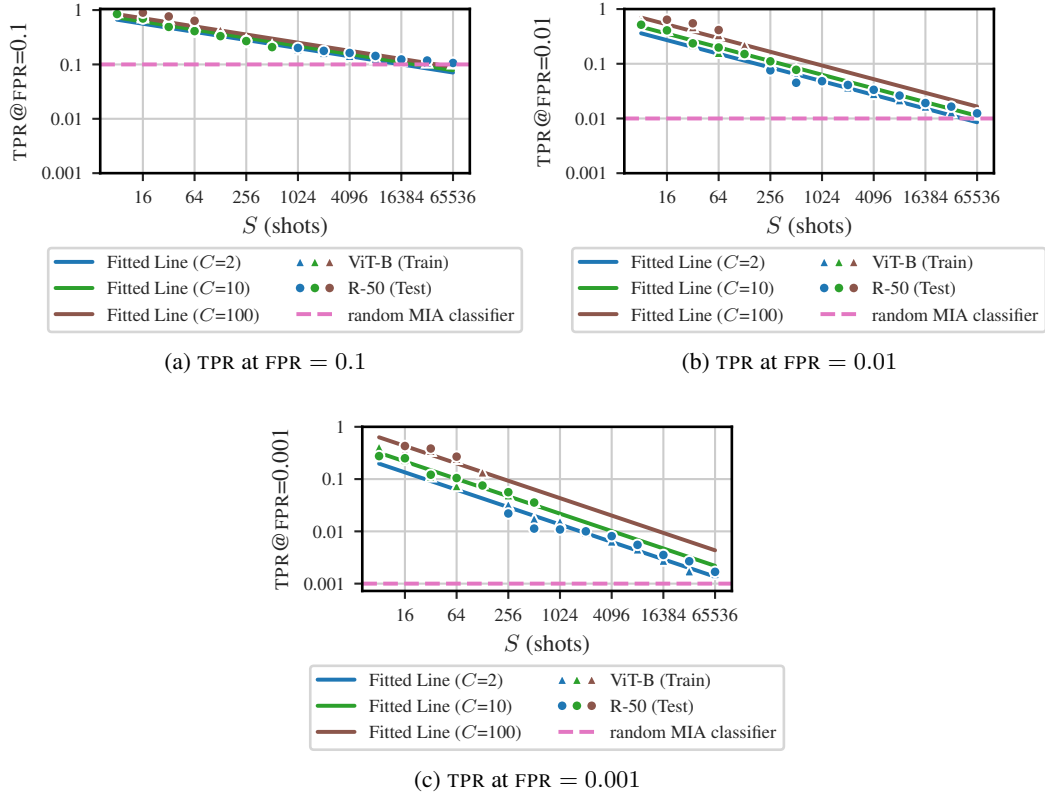 1
0.1
0.01
0.001
TPR@FPR=0.1
16 64 256 1024 4096 16384 65536
S (shots)
Fitted Line (C=2)
Fitted Line (C=10)
Fitted Line (C=100)
ViT-B (Train)
R-50 (Test)
random MIA classifier
(a) TPR at FPR = 0.1
1
0.1
0.01
0.001
TPR@FPR=0.01
16 64 256 1024 4096 16384 65536
S (shots)
Fitted Line (C=2)
Fitted Line (C=10)
Fitted Line (C=100)
ViT-B (Train)
R-50 (Test)
random MIA classifier
(b) TPR at FPR = 0.01
1
0.1
0.01
0.001
TPR@FPR=0.001
16 64 256 1024 4096 16384 65536
S (shots)
Fitted Line (C=2)
Fitted Line (C=10)
Fitted Line (C=100)
ViT-B (Train)
R-50 (Test)
random MIA classifier
(c) TPR at FPR = 0.001